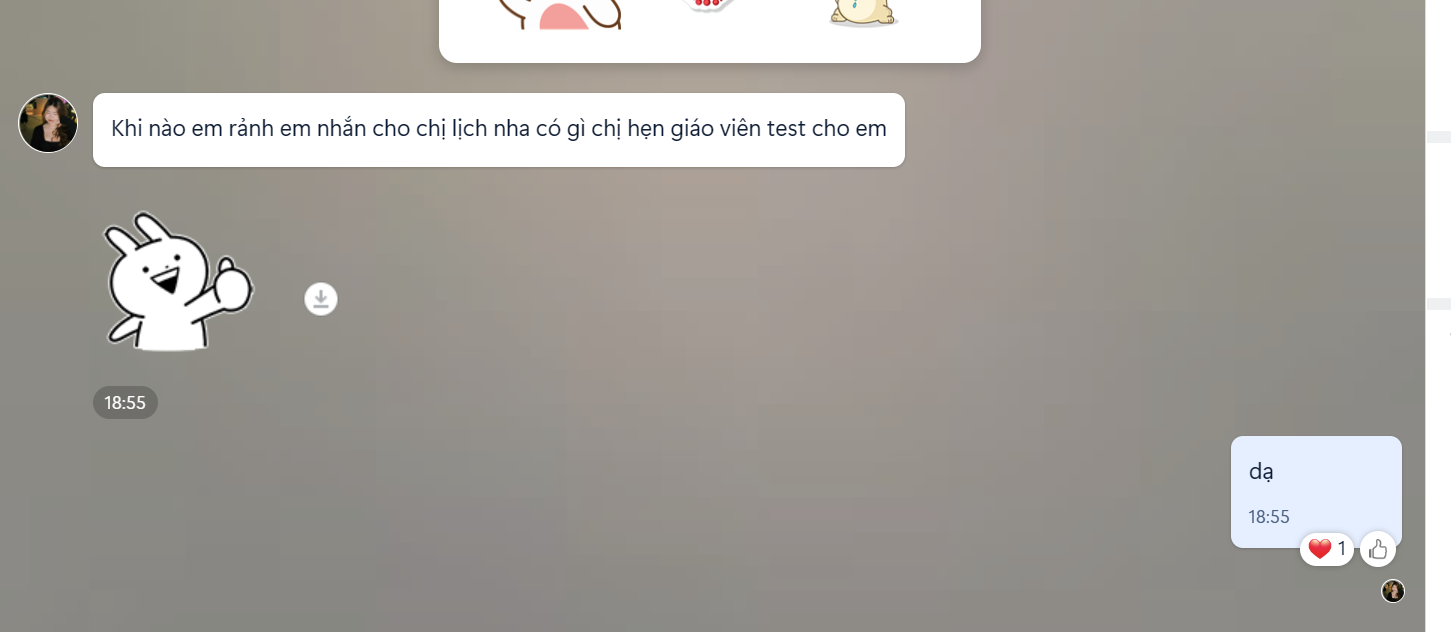 Khi nào em rảnh em nhắn cho chị lịch nha có gì chị hẹn giáo viên test cho em
18:55
dạ
18:55
1